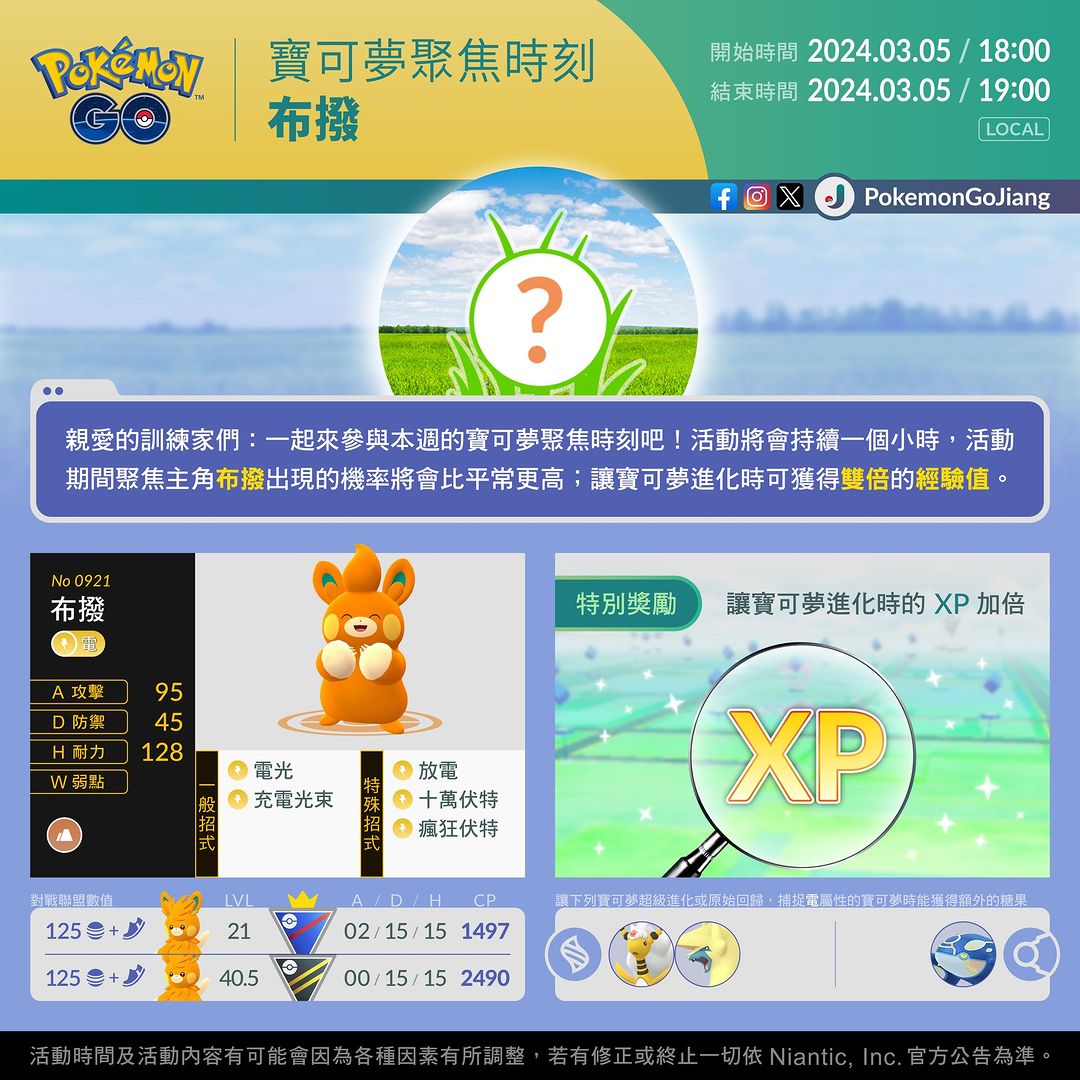 POKÉMON GO
TM
寶可夢聚焦時刻
布撥
開始時間 2024.03.05 / 18:00
結束時間 2024.03.05 / 19:00
LOCAL
PokemonGoJiang
?
親愛的訓練家們：一起來參與本週的寶可夢聚焦時刻吧！活動將會持續一個小時，活動
期間聚焦主角布撥出現的機率將會比平常更高；讓寶可夢進化時可獲得雙倍的經驗值。
No 0921
布撥
電
A 攻擊 95
D 防禦 45
H 耐力 128
W 弱點
一般招式
電光
充電光束
特殊招式
放電
十萬伏特
瘋狂伏特
特別獎勵
讓寶可夢進化時的 XP 加倍
XP
對戰聯盟數值 LVL A / D / H CP
125 + 21 02 / 15 / 15 1497
125 + 40.5 00 / 15 / 15 2490
讓下列寶可夢超級進化或原始回歸，捕捉電屬性的寶可夢時能獲得額外的糖果
活動時間及活動內容有可能會因為各種因素有所調整，若有修正或終止一切依 Niantic, Inc. 官方公告為準。